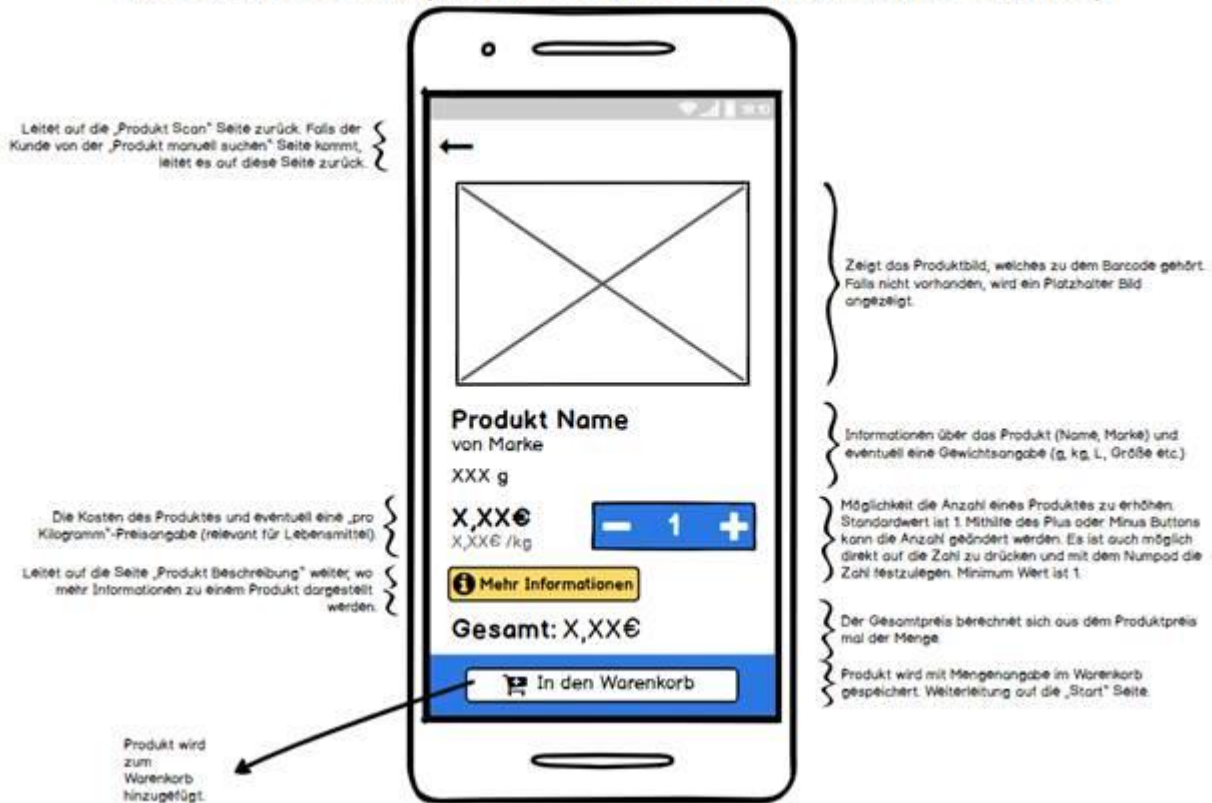 Leitet auf die „Produkt Scan" Seite zurück. Falls der
Kunde von der „Produkt manuell suchen" Seite kommt,
leitet es auf diese Seite zurück.
Zeigt das Produktbild, welches zu dem Barcode gehört.
Falls nicht vorhanden, wird ein Platzhalter Bild
angezeigt.
Produkt Name
von Marke
XXX g
Informationen über das Produkt (Name, Marke) und
eventuell eine Gewichtsangabe (g, kg, L, Größe etc.)
Die Kosten des Produktes und eventuell eine „pro
Kilogramm"-Preisangabe (relevant für Lebensmittel).
X,XX€
X,XX€ /kg
1
Möglichkeit die Anzahl eines Produktes zu erhöhen.
Standardwert ist 1. Mithilfe des Plus oder Minus Buttons
kann die Anzahl geändert werden. Es ist auch möglich
direkt auf die Zahl zu drücken und mit dem Numpad die
Zahl festzulegen. Minimum Wert ist 1.
Leitet auf die Seite „Produkt Beschreibung" weiter, wo
mehr Informationen zu einem Produkt dargestellt
werden.
Mehr Informationen
Gesamt: X,XX€
Der Gesamtpreis berechnet sich aus dem Produktpreis
mal der Menge.
In den Warenkorb
Produkt wird mit Mengenangabe im Warenkorb
gespeichert. Weiterleitung auf die „Start" Seite.
Produkt wird
zum
Warenkorb
hinzugefügt.